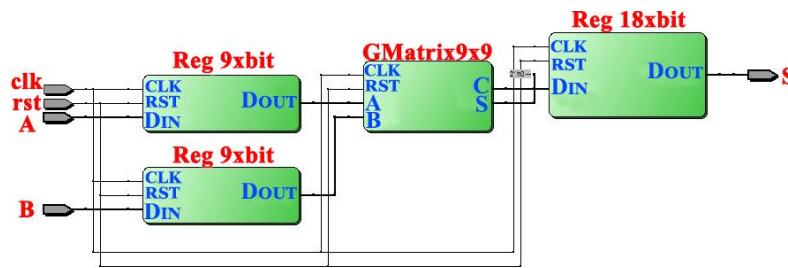 Reg 18xbit
CLK
RST
DIN
DOUT
S
GMatrix9x9
CLK
RST
A
B
C
S
Reg 9xbit
CLK
RST
DIN
DOUT
clk
rst
A
Reg 9xbit
CLK
RST
DIN
DOUT
B